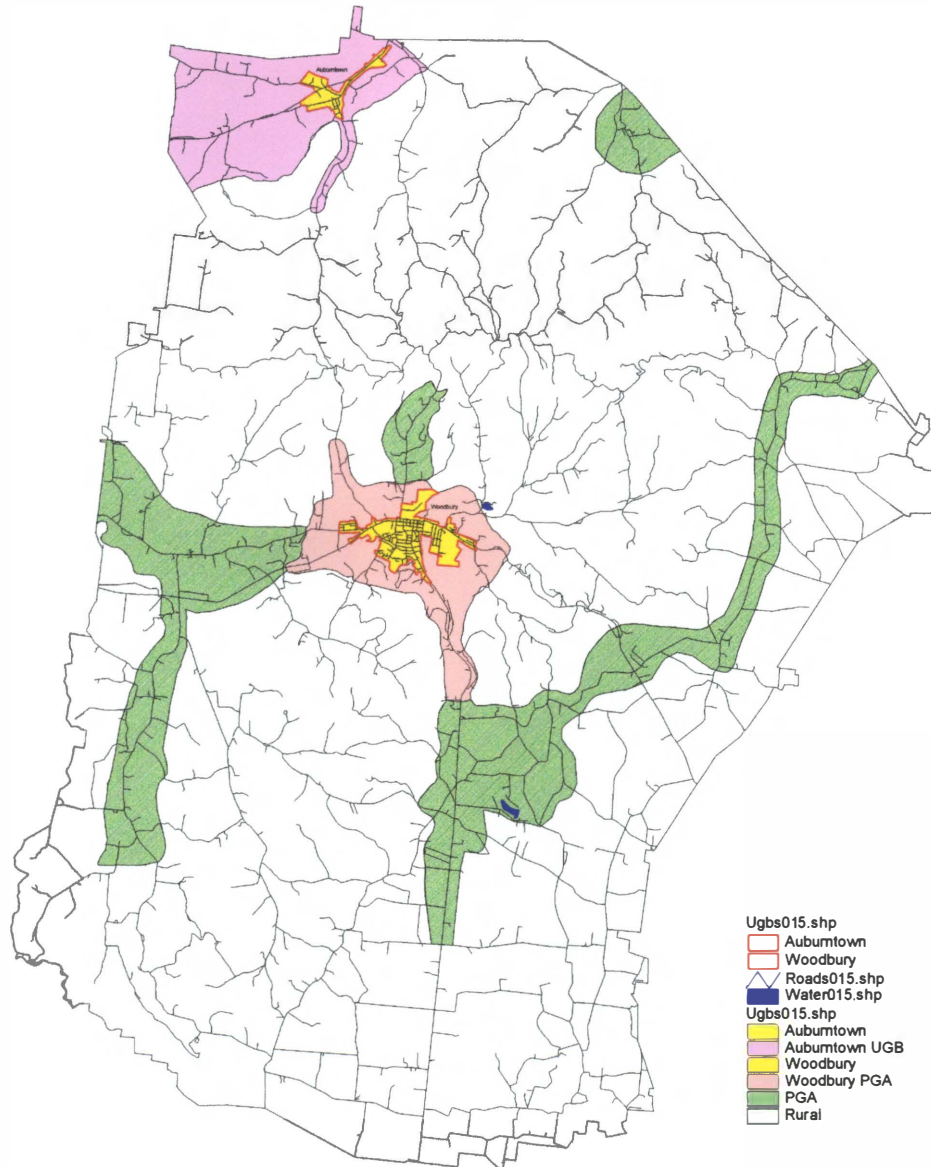 Auburntown
Woodbury
Ugbs015.shp
Auburntown
Woodbury
Roads015.shp
Water015.shp
Ugbs015.shp
Auburntown
Auburntown UGB
Woodbury
Woodbury PGA
PGA
Rural